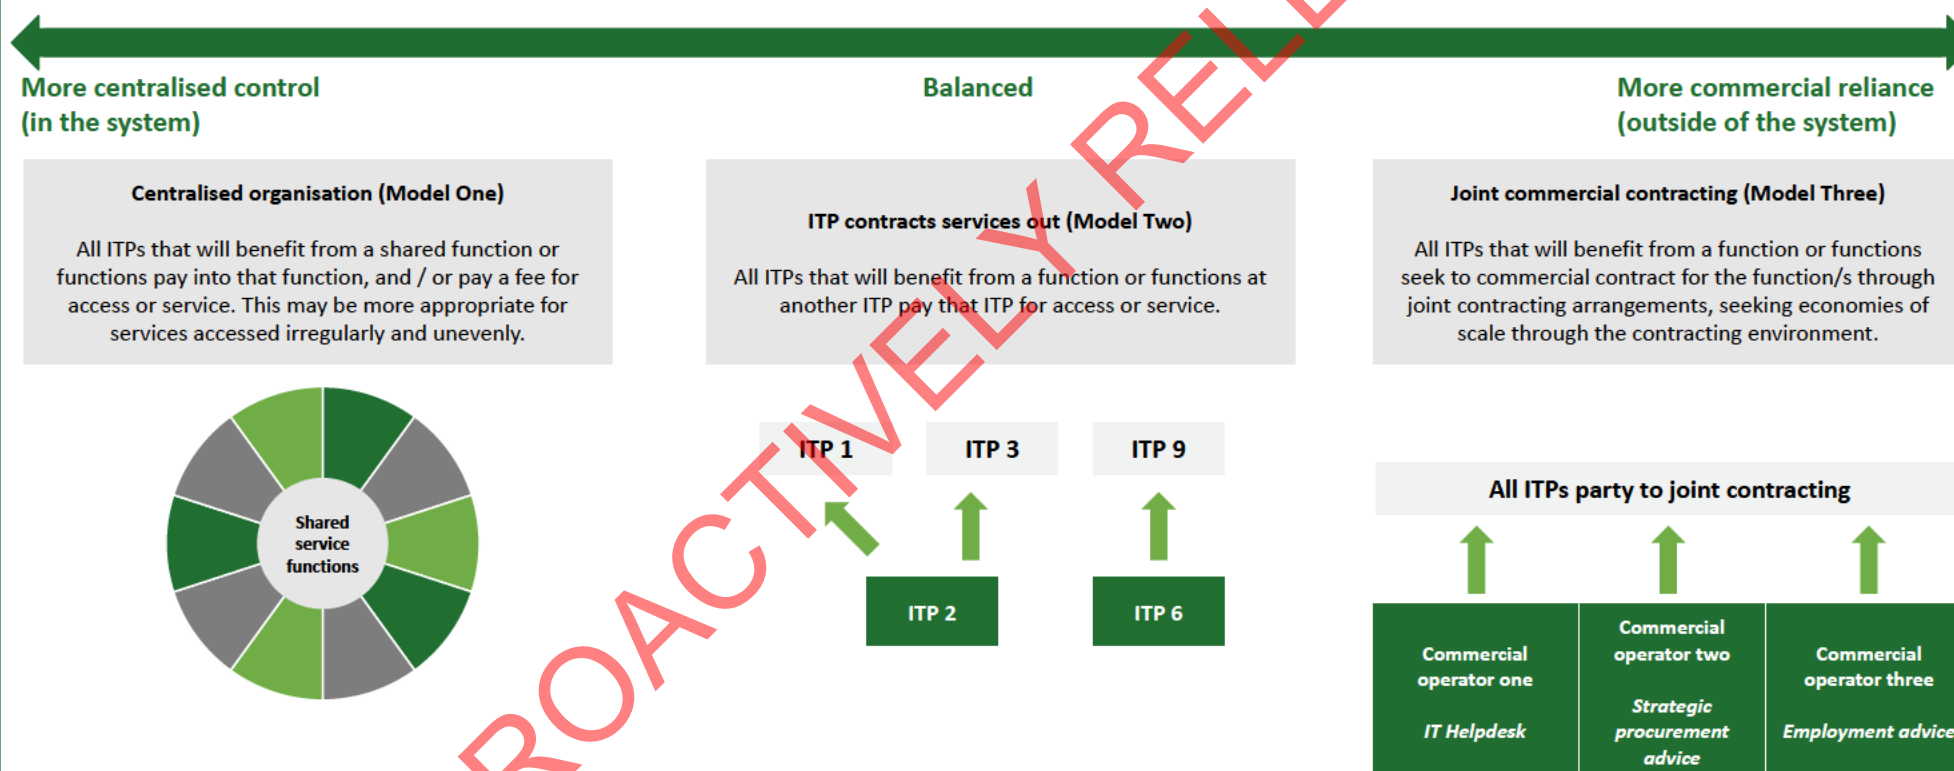 More centralised control
(in the system)
Balanced
More commercial reliance
(outside of the system)
Centralised organisation (Model One)
All ITPs that will benefit from a shared function or
functions pay into that function, and / or pay a fee for
access or service. This may be more appropriate for
services accessed irregularly and unevenly.
ITP contracts services out (Model Two)
All ITPs that will benefit from a function or functions at
another ITP pay that ITP for access or service.
Joint commercial contracting (Model Three)
All ITPs that will benefit from a function or functions
seek to commercial contract for the function/s through
joint contracting arrangements, seeking economies of
scale through the contracting environment.
Shared
service
functions
ITP 1
ITP 3
ITP 9
ITP 2
ITP 6
All ITPs party to joint contracting
Commercial
operator one
IT Helpdesk
Commercial
operator two
Strategic
procurement
advice
Commercial
operator three
Employment advice
ROACTIVELY REL